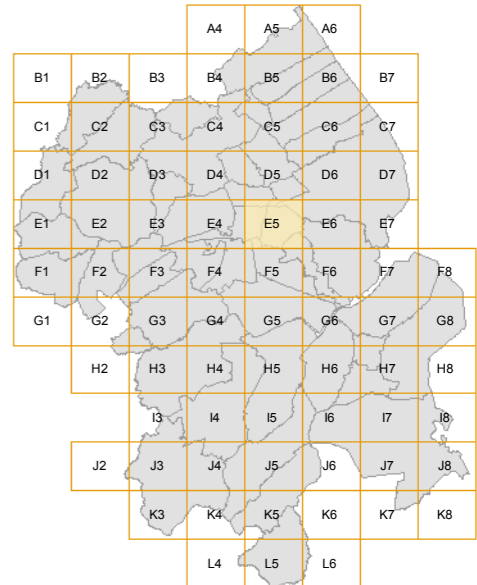 A4 A5 A6
B1 B2 B3 B4 B5 B6 B7
C1 C2 C3 C4 C5 C6 C7
D1 D2 D3 D4 D5 D6 D7
E1 E2 E3 E4 E5 E6 E7
F1 F2 F3 F4 F5 F6 F7 F8
G1 G2 G3 G4 G5 G6 G7 G8
H2 H3 H4 H5 H6 H7 H8
I3 I4 I5 I6 I7 I8
J2 J3 J4 J5 J6 J7 J8
K3 K4 K5 K6 K7 K8
L4 L5 L6